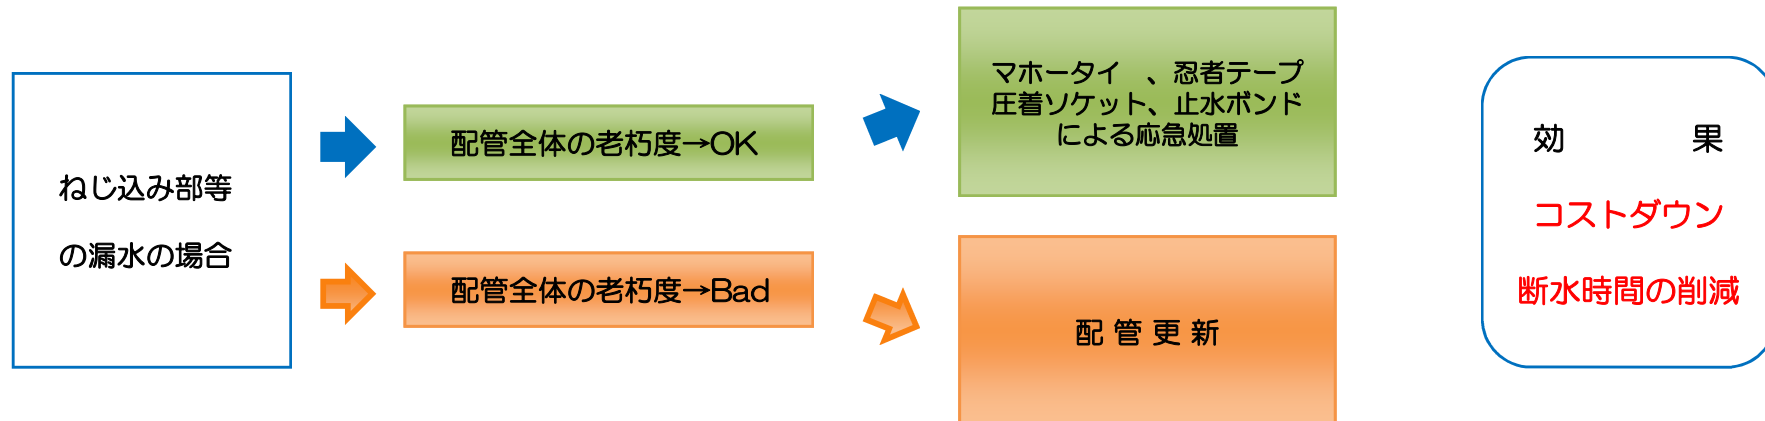 ねじ込み部等
の漏水の場合
配管全体の老朽度→OK
配管全体の老朽度→Bad
マホータイ　、忍者テープ
圧着ソケット、止水ボンド
による応急処置
配 管 更 新
効　　　　果
コストダウン
断水時間の削減